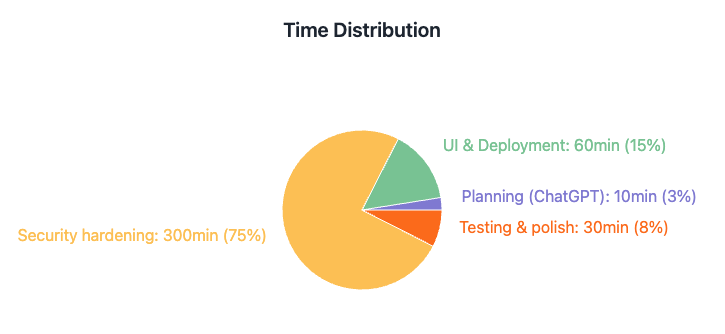 Time Distribution
UI & Deployment: 60min (15%)
Planning (ChatGPT): 10min (3%)
Testing & polish: 30min (8%)
Security hardening: 300min (75%)